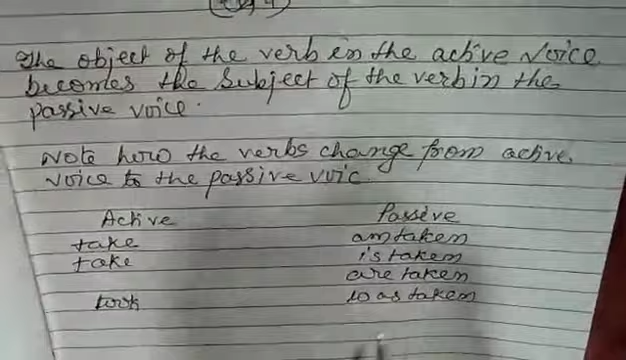 The object of the verb in the active voice
becomes the subject of the verb in the
passive voice.
Note how the verbs change from active
voice to the passive voic
Active Passive
take am taken
take is taken
are taken
took was taken